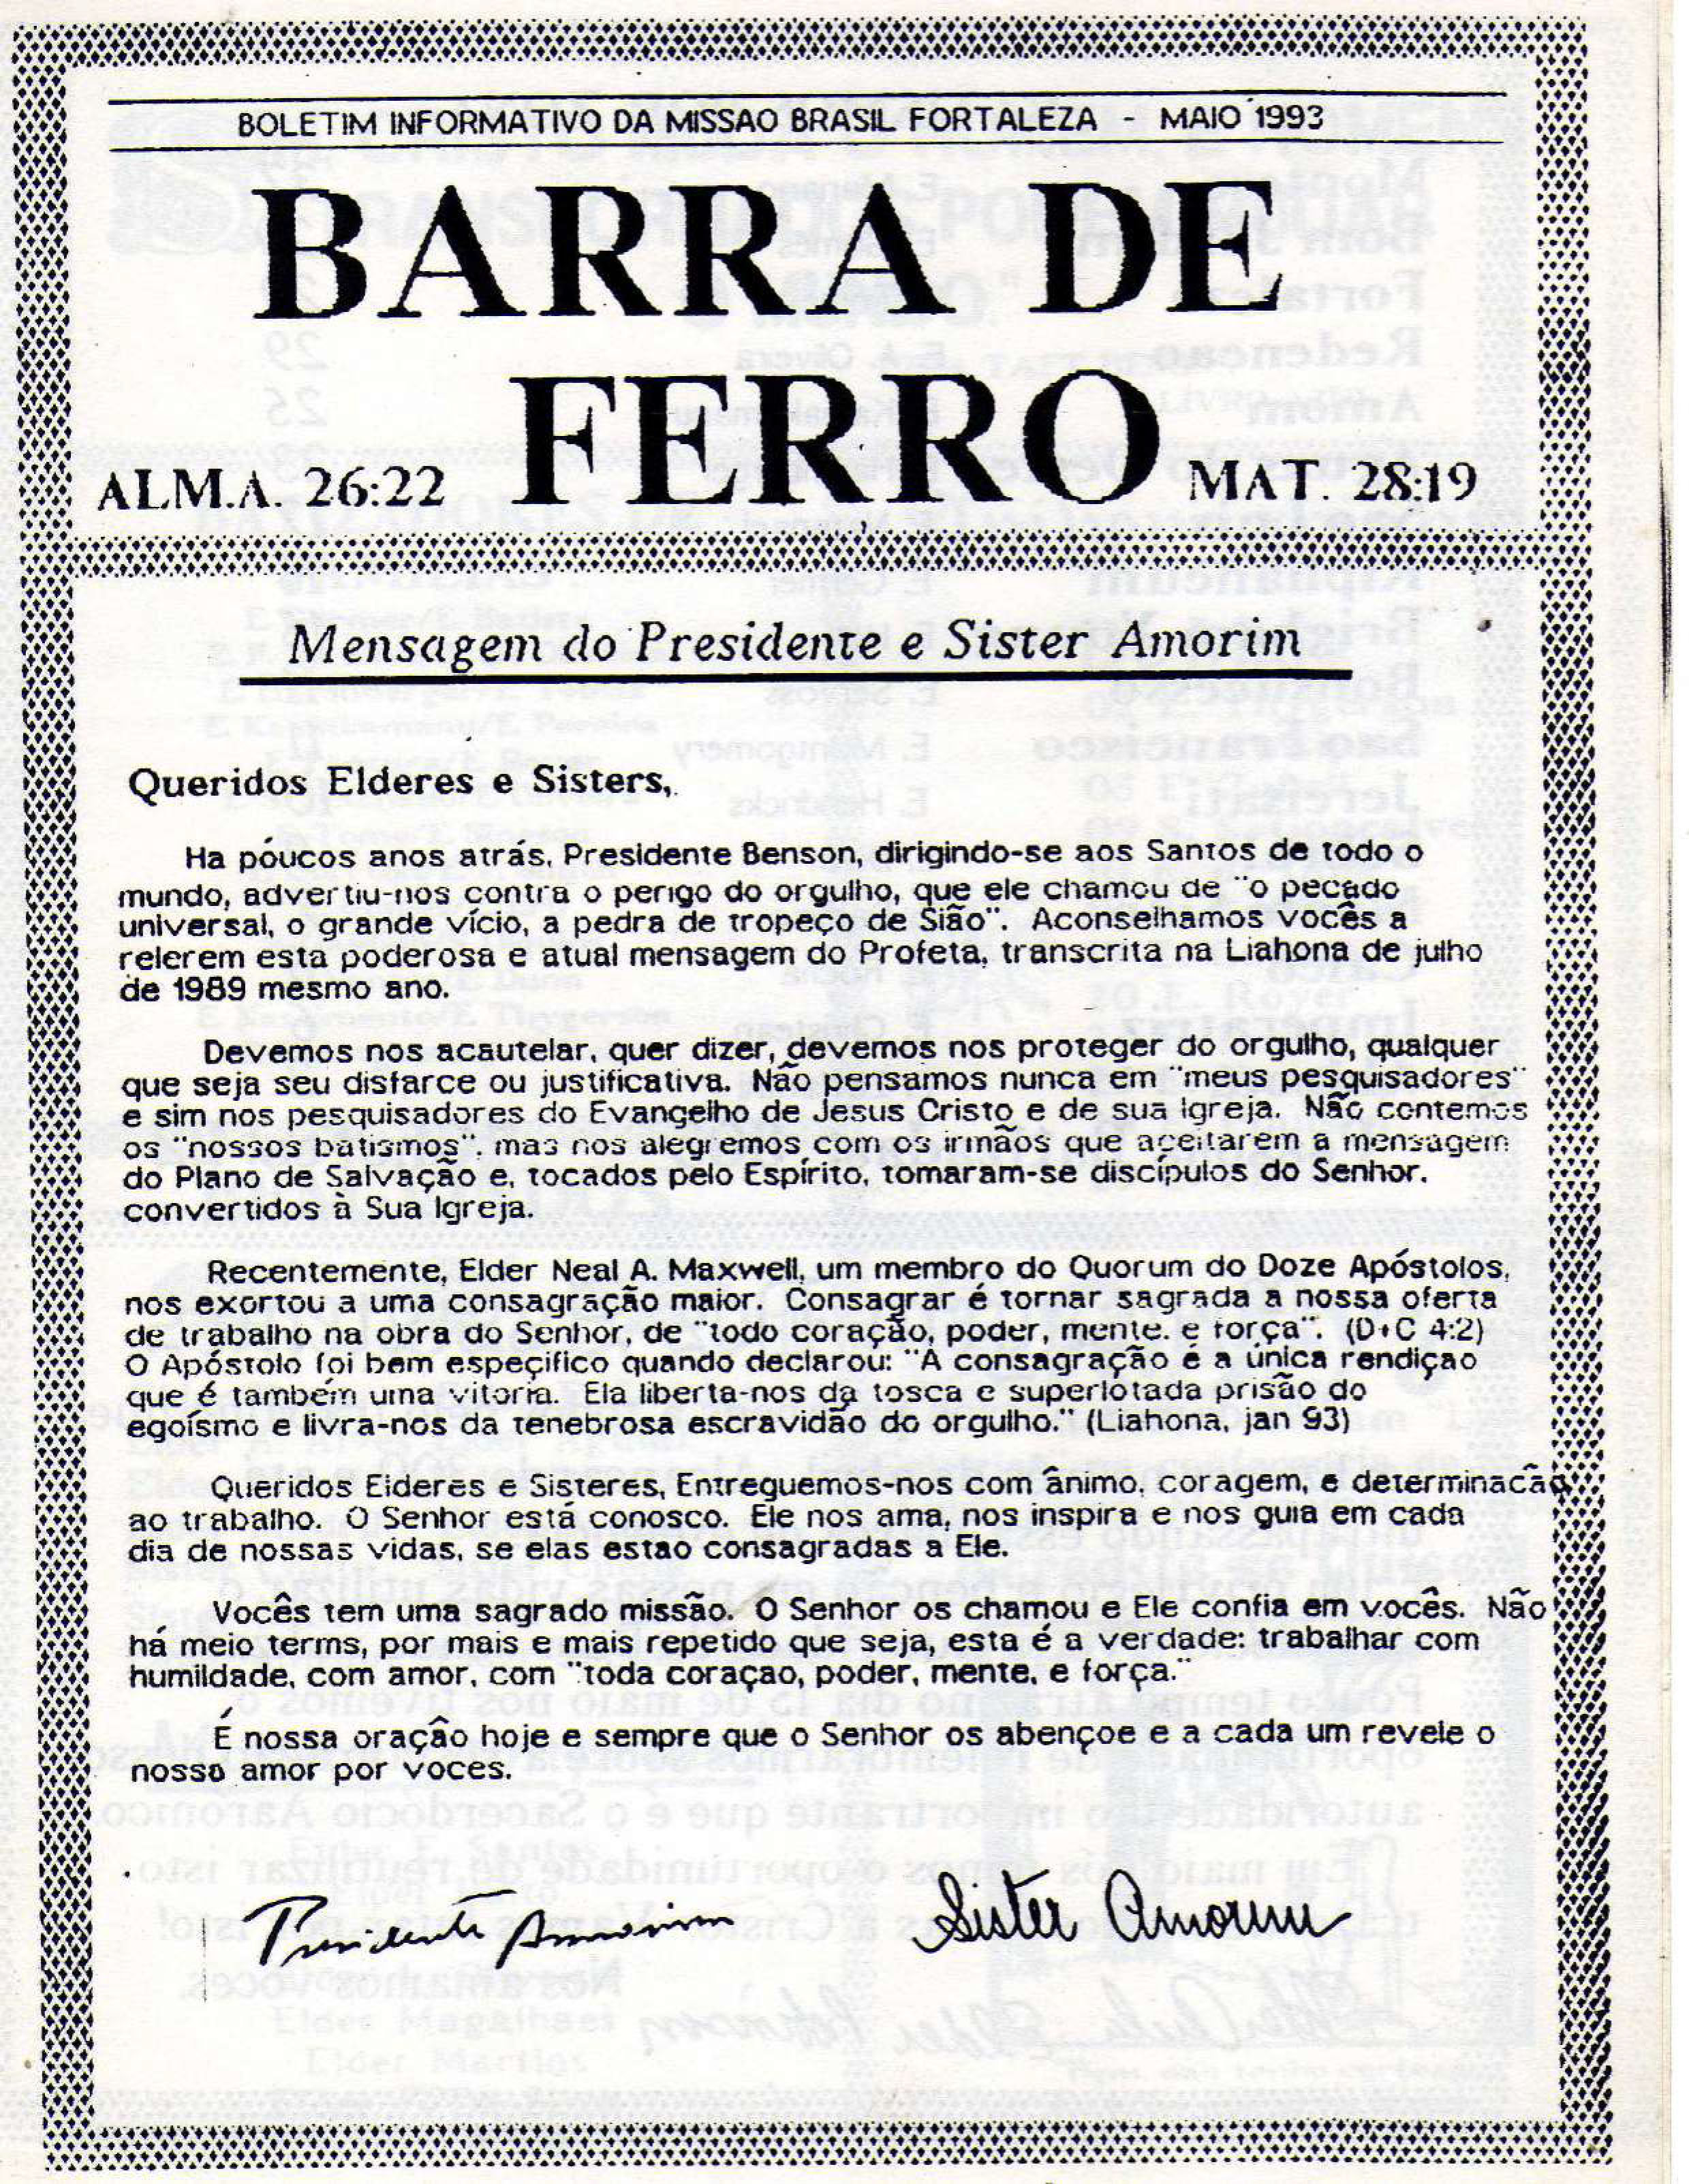 BOLETIM INFORMATIVO DA MISSAO BRASIL FORTALEZA - MAIO 1993
BARRA DE
FERRO
ALM.A. 26:22
MAT. 28:19
Mensagem do Presidente e Sister Amorim
Queridos Elderes e Sisters,
Ha poucos anos atrás, Presidente Benson, dirigindo-se aos Santos de todo o
mundo, advertiu-nos contra o perigo do orgulho, que ele chamou de "o pecado
universal, o grande vício, a pedra de tropeço de Sião". Aconselhamos vocês a
relerem esta poderosa e atual mensagem do Profeta, transcrita na Liahona de julho
de 1989 mesmo ano.
Devemos nos acautelar, quer dizer, devemos nos proteger do orgulho, qualquer
que seja seu disfarce ou justificativa. Não pensamos nunca em "meus pesquisadores"
e sim nos pesquisadores do Evangelho de Jesus Cristo e de sua Igreja. Não contemos
os "nossos batismos", mas nos alegremos com os irmãos que aceitarem a mensagem
do Plano de Salvação e, tocados pelo Espírito, tomaram-se discípulos do Senhor,
convertidos à Sua Igreja.
Recentemente, Elder Neal A. Maxwell, um membro do Quorum do Doze Apóstolos,
nos exortou a uma consagração maior. Consagrar é tornar sagrada a nossa oferta
de trabalho na obra do Senhor, de "todo coração, poder, mente. e força". (D+C 4:2)
O Apóstolo foi bem específico quando declarou: "A consagração é a única rendiçao
que é também uma vitoria. Ela liberta-nos da tosca e superlotada prisão do
egoísmo e livra-nos da tenebrosa escravidão do orgulho." (Liahona, jan 93)
Queridos Elderes e Sisteres, Entreguemos-nos com ânimo, coragem, e determinacão
ao trabalho. O Senhor está conosco. Ele nos ama, nos inspira e nos guia em cada
dia de nossas vidas, se elas estao consagradas a Ele.
Vocês tem uma sagrado missão. O Senhor os chamou e Ele confia em vocês. Não
há meio terms, por mais e mais repetido que seja, esta é a verdade: trabalhar com
humildade, com amor, com "toda coraçao, poder, mente, e força."
É nossa oração hoje e sempre que o Senhor os abençoe e a cada um revele o
nosso amor por voces.
Presidente Amorim
Sister Amorim